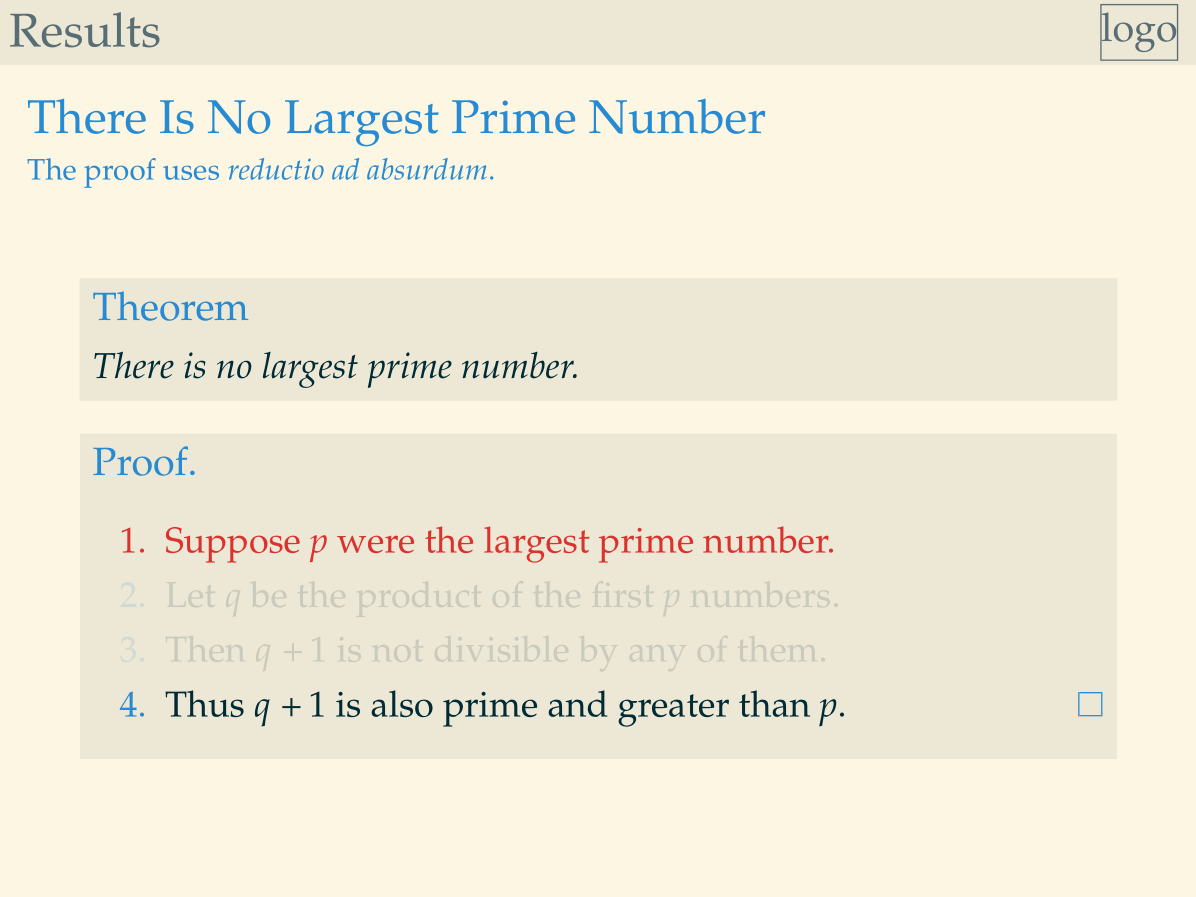 Results
logo
There Is No Largest Prime Number
The proof uses reductio ad absurdum.
Theorem
There is no largest prime number.
Proof.
1. Suppose p were the largest prime number.
2. Let q be the product of the first p numbers.
3. Then q + 1 is not divisible by any of them.
4. Thus q + 1 is also prime and greater than p. □